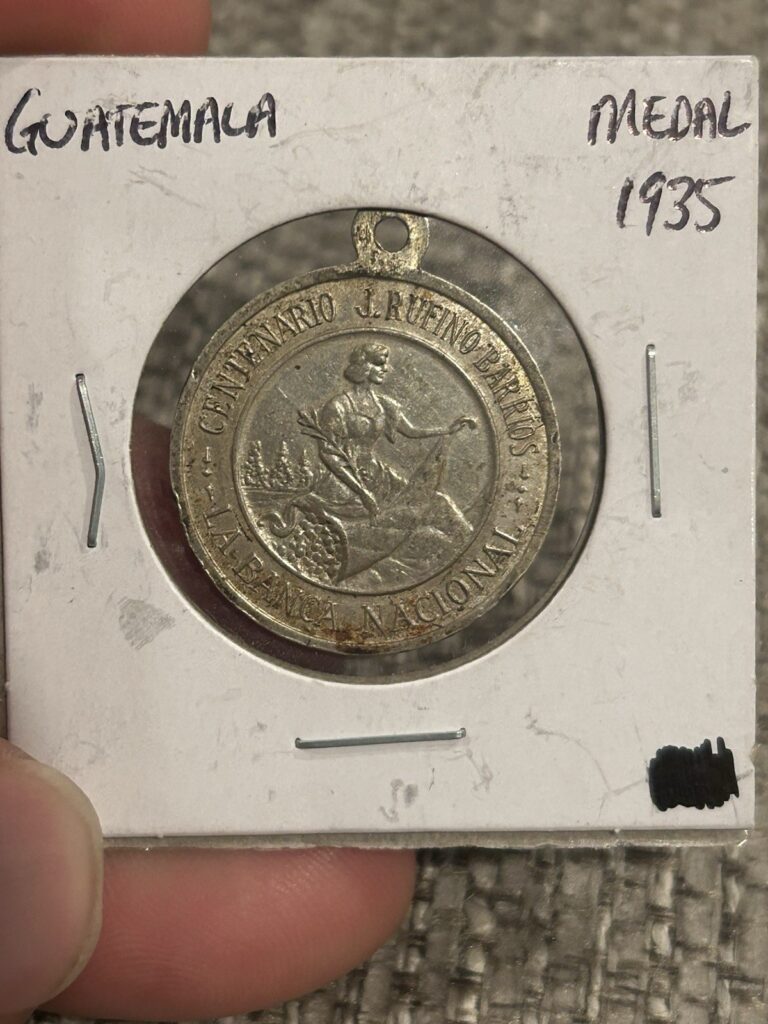 GUATEMALA
MEDAL
1935
CENTENARIO J. RUFINO BARRIOS
LA BANCA NACIONAL